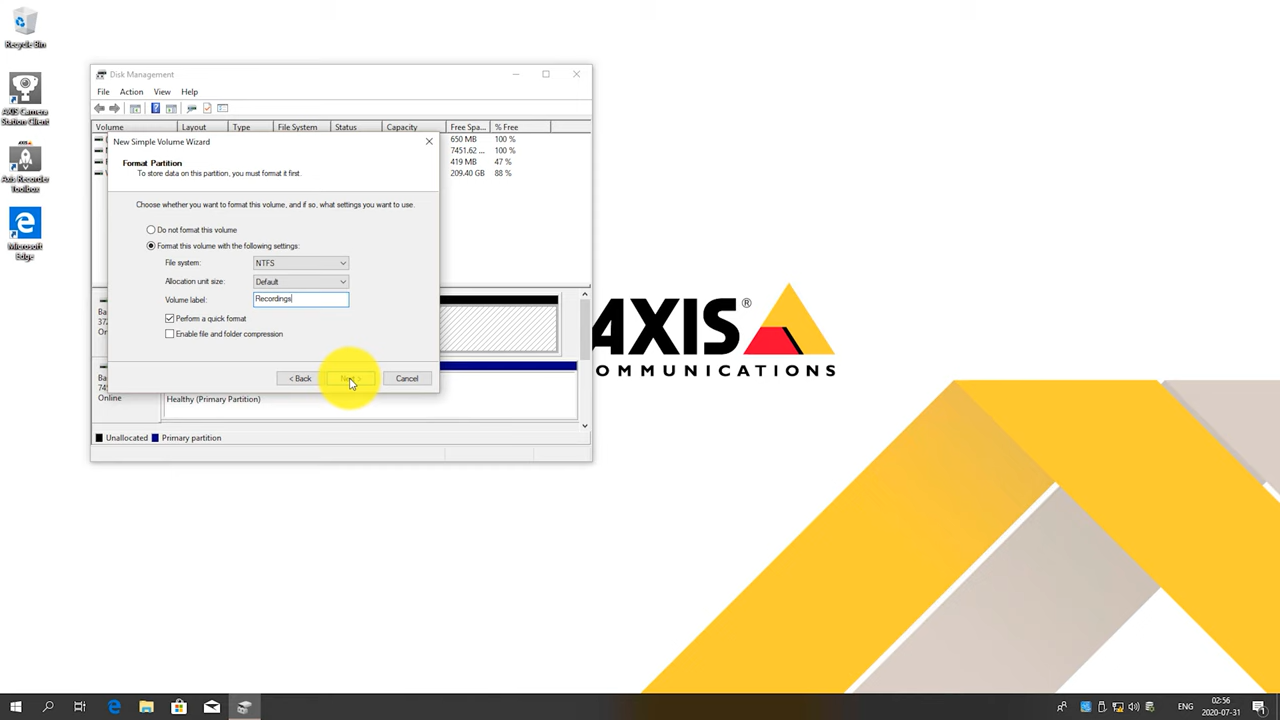 Recycle Bin
AXIS Camera
Station Client
Axis Recorder
Toolbox
Microsoft
Edge
Disk Management
File Action View Help
Volume Layout Type File System Status Capacity Free Spa... % Free
650 MB 100 %
7451.62 ... 100 %
419 MB 47 %
209.40 GB 88 %
New Simple Volume Wizard
Format Partition
To store data on this partition, you must format it first.
Choose whether you want to format this volume, and if so, what settings you want to use.
Do not format this volume
Format this volume with the following settings:
File system: NTFS
Allocation unit size: Default
Volume label: Recordings
Perform a quick format
Enable file and folder compression
< Back Next > Cancel
Online
Healthy (Primary Partition)
Unallocated Primary partition
AXIS®
COMMUNICATIONS
ENG
02:56
2020-07-31
1